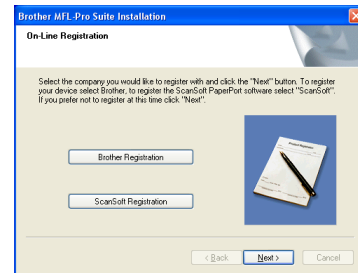 Brother MFL-Pro Suite Installation
On-Line Registration
Select the company you would like to register with and click the "Next" button. To register
your device select Brother, to register the ScanSoft PaperPort software select "ScanSoft".
If you prefer not to register at this time click "Next".
Brother Registration
ScanSoft Registration
< Back
Next >
Cancel